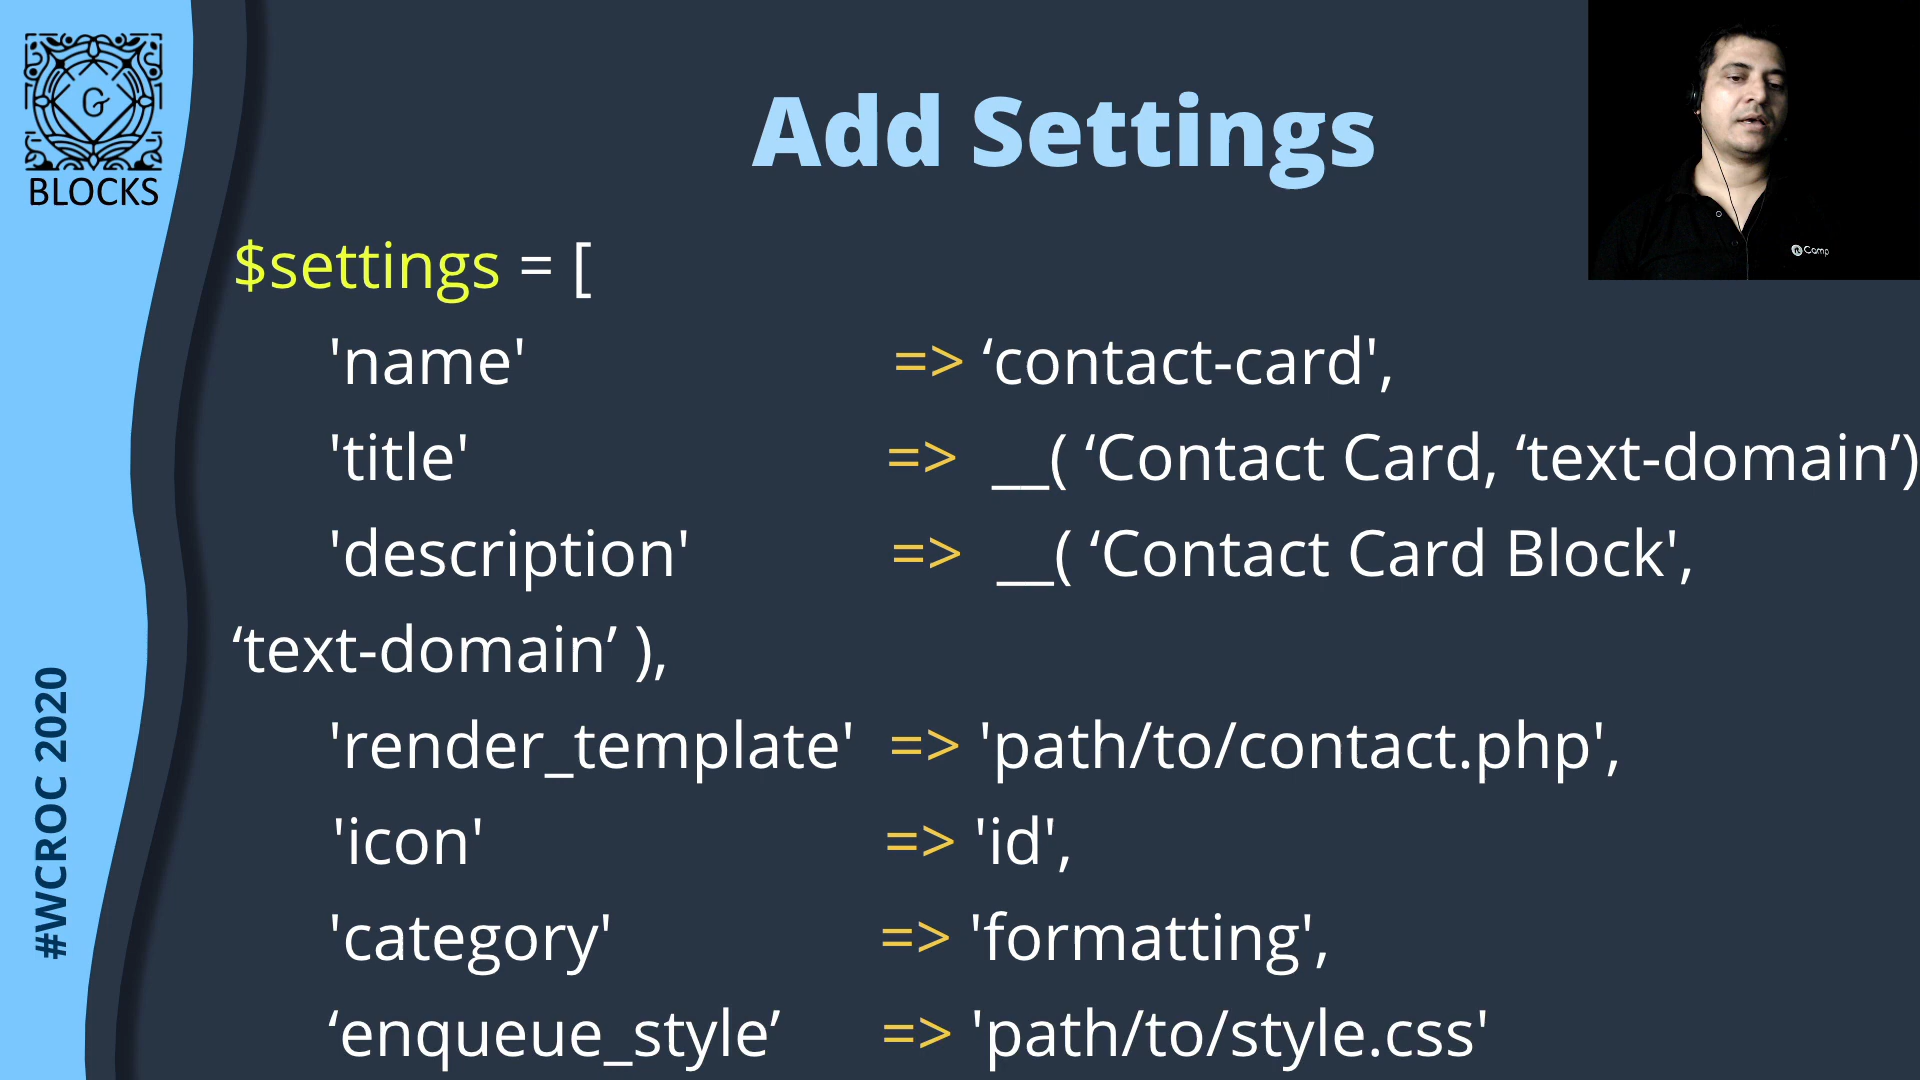 G
BLOCKS
Add Settings
$settings = [
'name' => ‘contact-card',
'title' => __( ‘Contact Card, ‘text-domain’)
'description' => __( ‘Contact Card Block',
‘text-domain’ ),
'render_template' => 'path/to/contact.php',
'icon' => 'id',
'category' => 'formatting',
‘enqueue_style’ => 'path/to/style.css'
#WCROC 2020
rtCamp